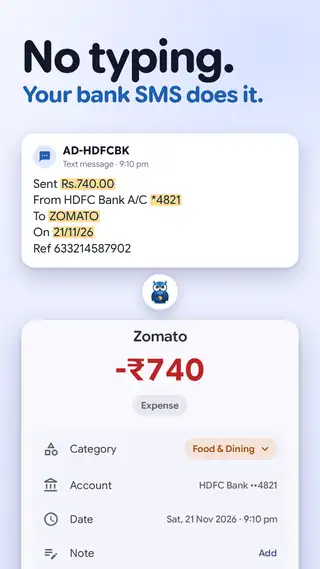 No typing.
Your bank SMS does it.
AD-HDFCBK
Text message · 9:10 pm
Sent Rs.740.00
From HDFC Bank A/C *4821
To ZOMATO
On 21/11/26
Ref 633214587902
Zomato
-₹740
Expense
Category Food & Dining
Account HDFC Bank ••4821
Date Sat, 21 Nov 2026 · 9:10 pm
Note Add